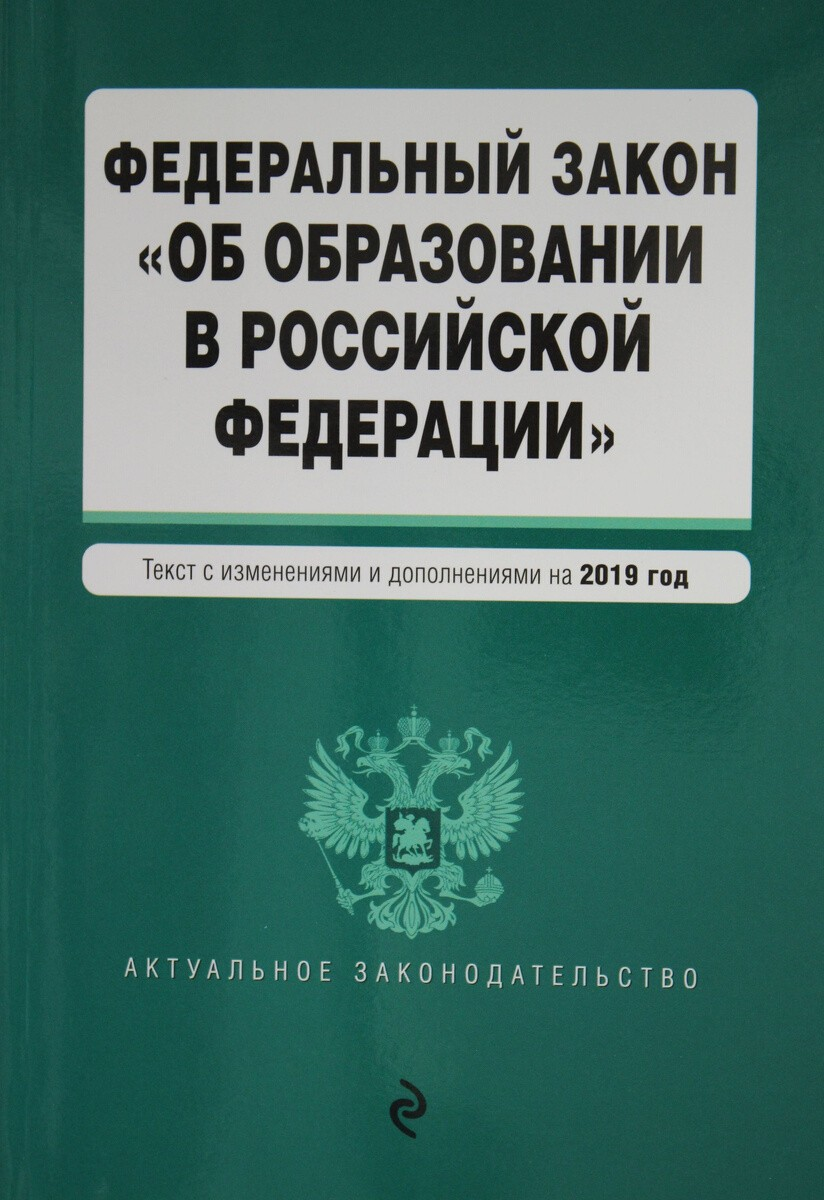 ФЕДЕРАЛЬНЫЙ ЗАКОН
«ОБ ОБРАЗОВАНИИ
В РОССИЙСКОЙ
ФЕДЕРАЦИИ»
Текст с изменениями и дополнениями на 2019 год
АКТУАЛЬНОЕ ЗАКОНОДАТЕЛЬСТВО